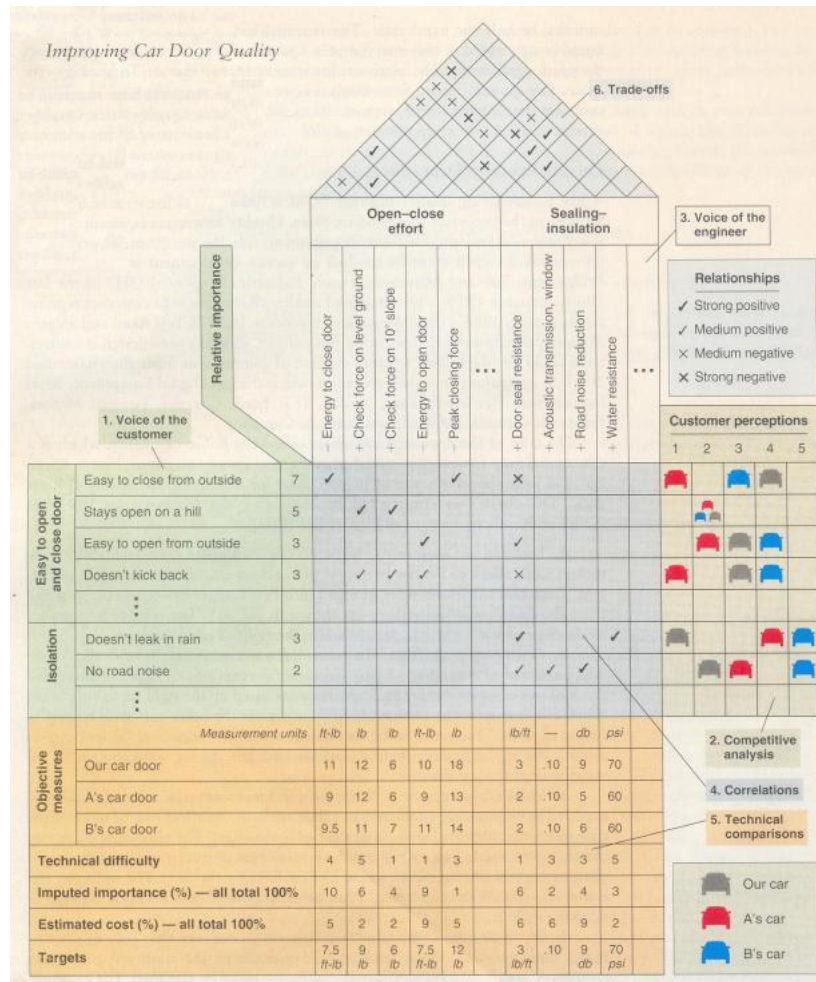 Improving Car Door Quality
6. Trade-offs
Open–close
effort
Sealing–
insulation
3. Voice of the
engineer
Relative importance
– Energy to close door
+ Check force on level ground
+ Check force on 10° slope
– Energy to open door
– Peak closing force
...
+ Door seal resistance
+ Acoustic transmission, window
+ Road noise reduction
+ Water resistance
...
Relationships
✓ Strong positive
✓ Medium positive
× Medium negative
× Strong negative
1. Voice of the
customer
Customer perceptions
1 2 3 4 5
Easy to open
and close door
Easy to close from outside 7 ✓ ✓ ×
Stays open on a hill 5 ✓ ✓
Easy to open from outside 3 ✓ ✓
Doesn't kick back 3 ✓ ✓ ✓ ×
⋮
Isolation
Doesn't leak in rain 3 ✓ ✓
No road noise 2 ✓ ✓ ✓
⋮
Objective
measures
Measurement units ft-lb lb lb ft-lb lb lb/ft — db psi
Our car door 11 12 6 10 18 3 .10 9 70
A's car door 9 12 6 9 13 2 .10 5 60
B's car door 9.5 11 7 11 14 2 .10 6 60
Technical difficulty 4 5 1 1 3 1 3 3 5
Imputed importance (%) — all total 100% 10 6 4 9 1 6 2 4 3
Estimated cost (%) — all total 100% 5 2 2 9 5 6 6 9 2
Targets 7.5 ft-lb 9 lb 6 lb 7.5 ft-lb 12 lb 3 lb/ft .10 9 db 70 psi
2. Competitive
analysis
4. Correlations
5. Technical
comparisons
Our car
A's car
B's car